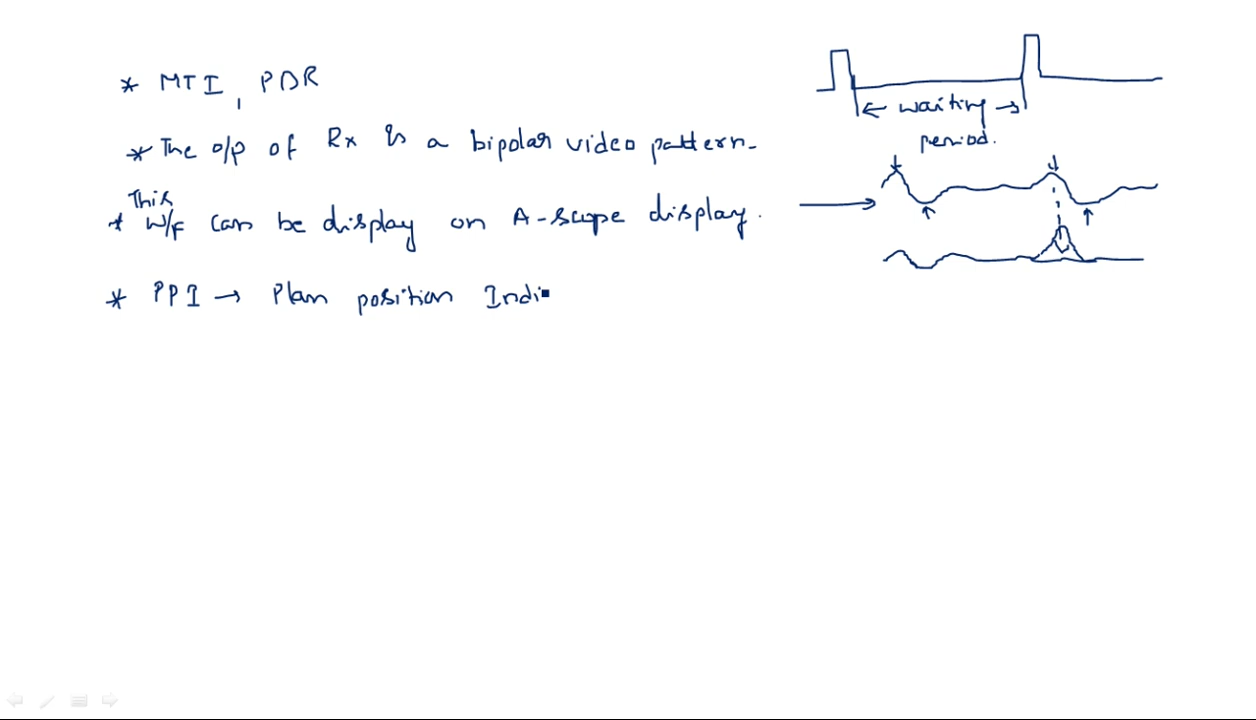 * MTI, PDR
waiting
period.
* The o/p of Rx is a bipolar video pattern.
This
* W/F can be display on A-scope display.
* PPI → Plan position Indi